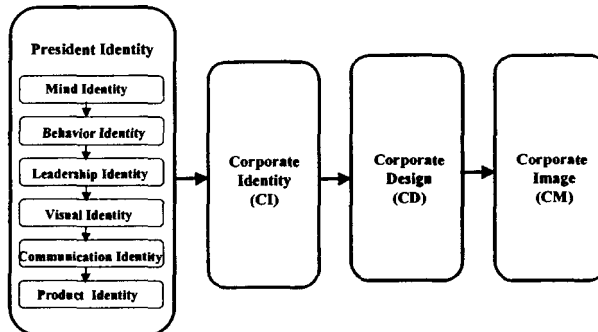 President Identity
Mind Identity
Behavior Identity
Leadership Identity
Visual Identity
Communication Identity
Product Identity
Corporate
Identity
(CI)
Corporate
Design
(CD)
Corporate
Image
(CM)